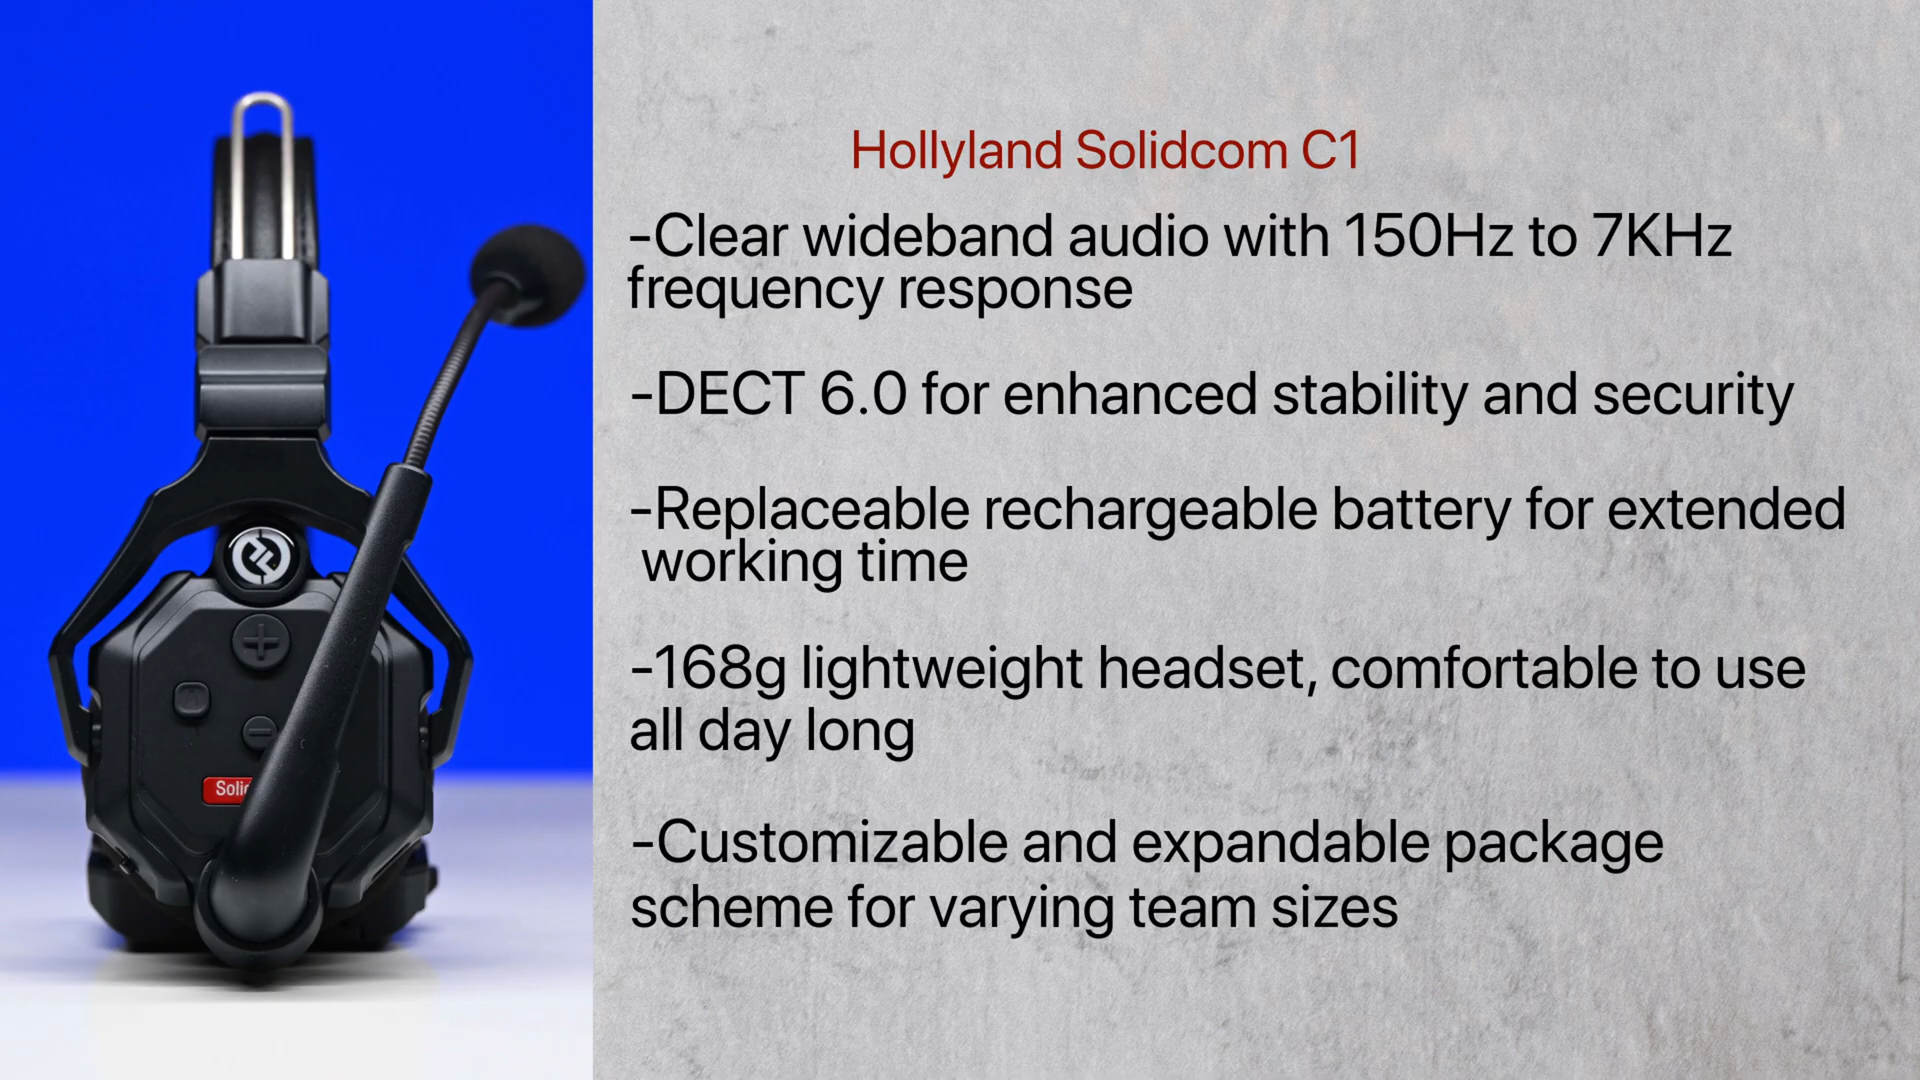 Hollyland Solidcom C1
-Clear wideband audio with 150Hz to 7KHz
frequency response
-DECT 6.0 for enhanced stability and security
-Replaceable rechargeable battery for extended
working time
-168g lightweight headset, comfortable to use
all day long
-Customizable and expandable package
scheme for varying team sizes